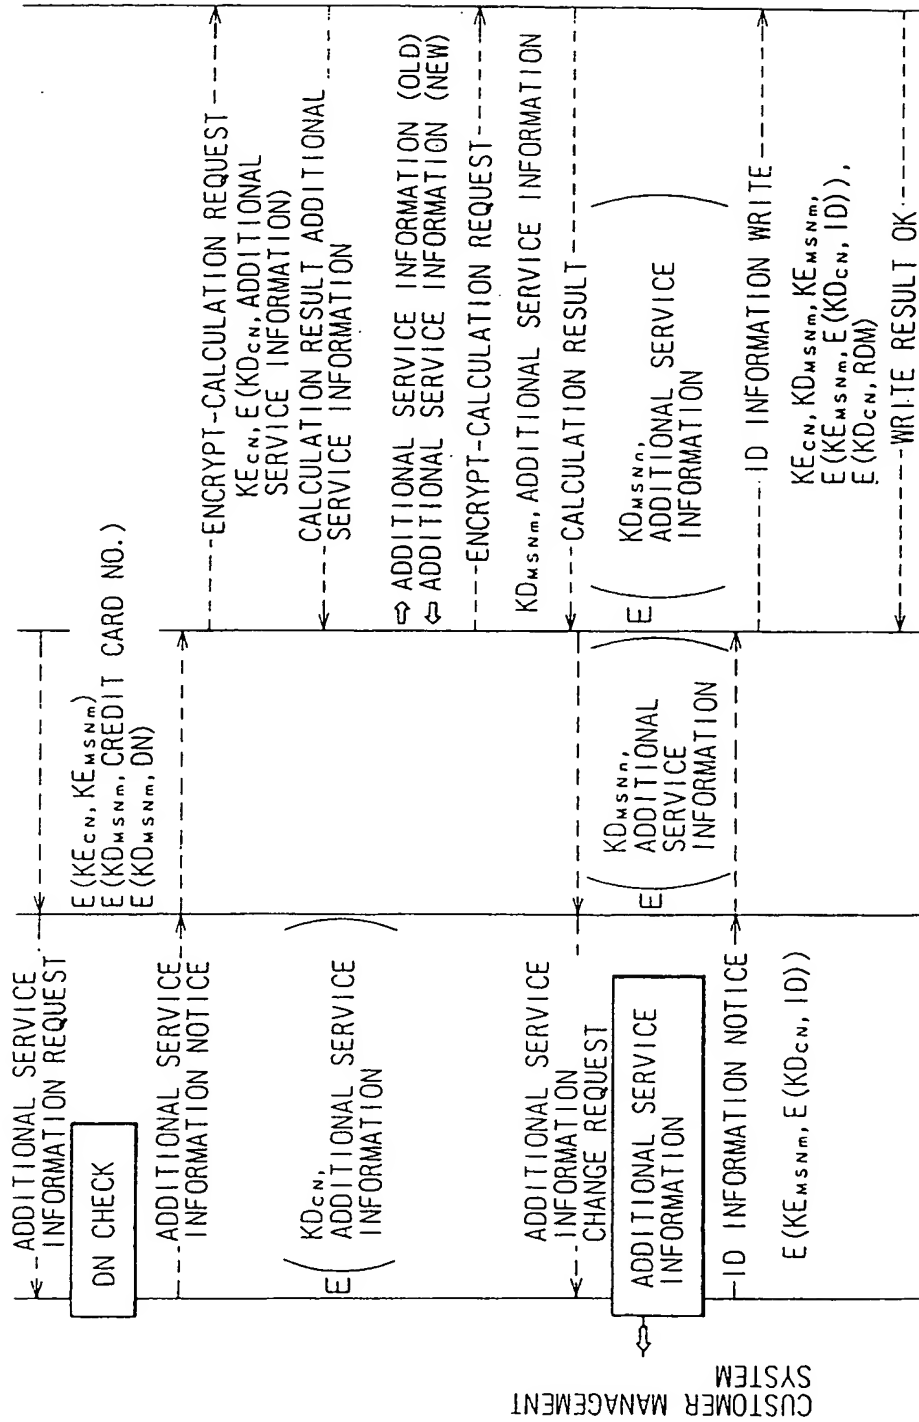 ADDITIONAL SERVICE
INFORMATION REQUEST
DN CHECK
E(KECN, KEMSNm)
E(KDMSNm, CREDIT CARD NO.)
E(KDMSNm, DN)
ADDITIONAL SERVICE
INFORMATION NOTICE
KDCN,
ADDITIONAL SERVICE
INFORMATION
E
ENCRYPT-CALCULATION REQUEST
KECN, E(KDCN, ADDITIONAL
SERVICE INFORMATION)
CALCULATION RESULT ADDITIONAL
SERVICE INFORMATION
⇨ ADDITIONAL SERVICE INFORMATION (OLD)
⇦ ADDITIONAL SERVICE INFORMATION (NEW)
ENCRYPT-CALCULATION REQUEST
KDMSNm, ADDITIONAL SERVICE INFORMATION
CALCULATION RESULT
KDMSNn,
ADDITIONAL SERVICE
INFORMATION
E
ADDITIONAL SERVICE
INFORMATION
CHANGE REQUEST
KDMSNn,
ADDITIONAL
SERVICE
INFORMATION
E
ADDITIONAL SERVICE
INFORMATION
CUSTOMER MANAGEMENT
SYSTEM
ID INFORMATION NOTICE
E(KEMSNm, E(KDCN, ID))
ID INFORMATION WRITE
KECN, KDMSNm, KEMSNm,
E(KEMSNm, E(KDCN, ID)),
E(KDCN, RDM)
WRITE RESULT OK